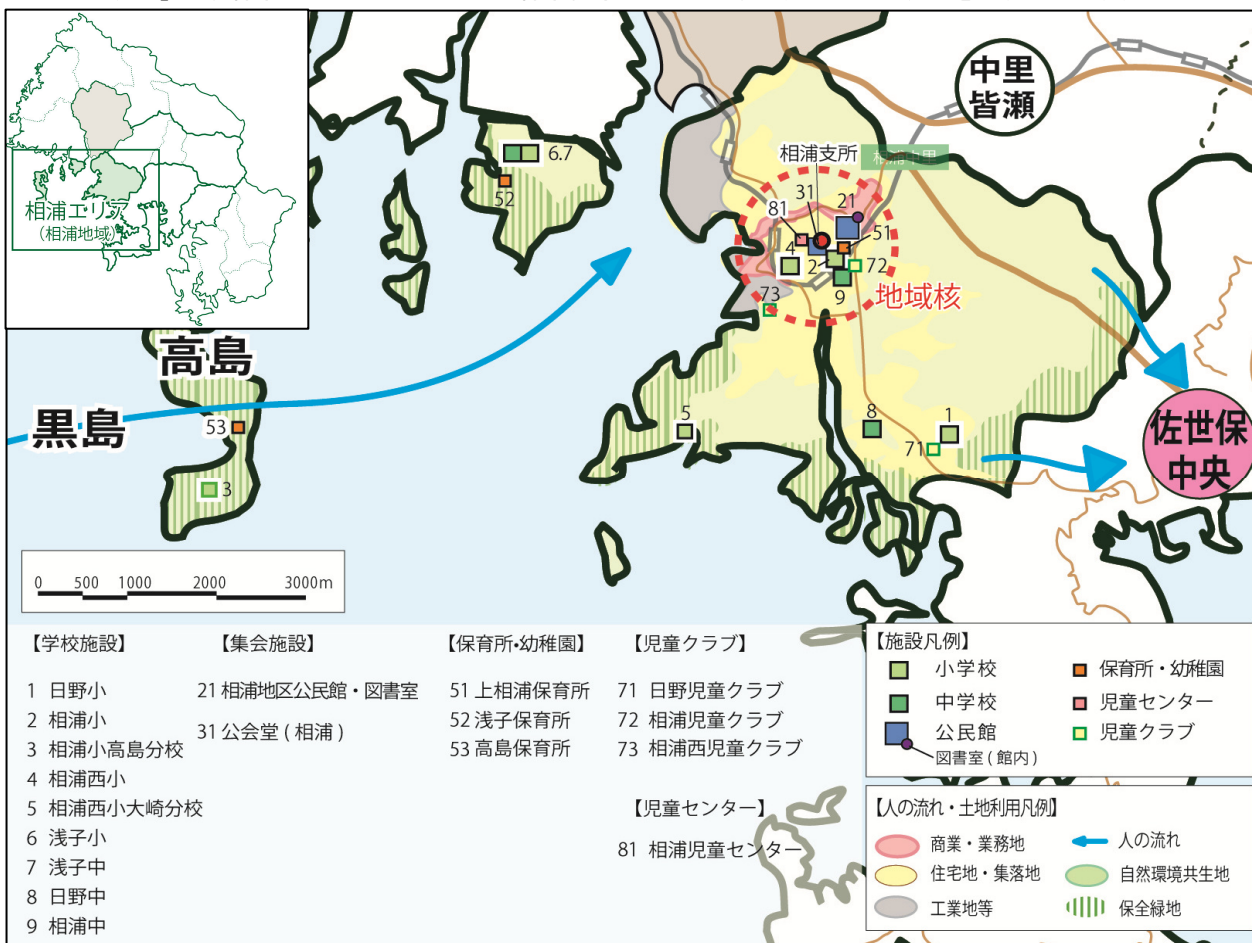 相浦エリア
(相浦地域)
中里
皆瀬
相浦支所
相浦中里
6.7
52
31
21
81
51
4
2
72
9
73
地域核
高島
黒島
53
3
5
8
1
71
佐世保
中央
0 500 1000 2000 3000m
【学校施設】
1 日野小
2 相浦小
3 相浦小高島分校
4 相浦西小
5 相浦西小大崎分校
6 浅子小
7 浅子中
8 日野中
9 相浦中
【集会施設】
21 相浦地区公民館・図書室
31 公会堂 ( 相浦 )
【保育所・幼稚園】
51 上相浦保育所
52 浅子保育所
53 高島保育所
【児童クラブ】
71 日野児童クラブ
72 相浦児童クラブ
73 相浦西児童クラブ
【児童センター】
81 相浦児童センター
【施設凡例】
小学校
中学校
公民館
図書室 ( 館内 )
保育所・幼稚園
児童センター
児童クラブ
【人の流れ・土地利用凡例】
商業・業務地
住宅地・集落地
工業地等
人の流れ
自然環境共生地
保全緑地